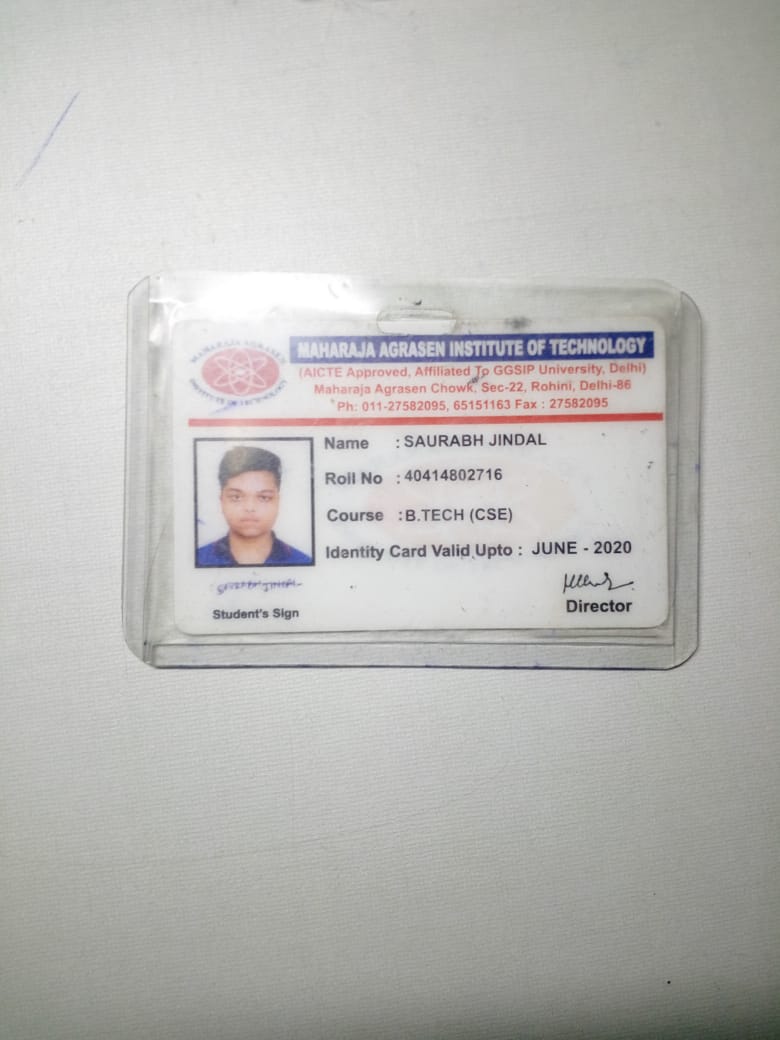 MAHARAJA AGRASEN
INSTITUTE OF TECHNOLOGY
MAHARAJA AGRASEN INSTITUTE OF TECHNOLOGY
(AICTE Approved, Affiliated To GGSIP University, Delhi)
Maharaja Agrasen Chowk, Sec-22, Rohini, Delhi-86
Ph: 011-27582095, 65151163 Fax : 27582095
Name : SAURABH JINDAL
Roll No : 40414802716
Course : B.TECH (CSE)
Identity Card Valid Upto : JUNE - 2020
Student's Sign
Director